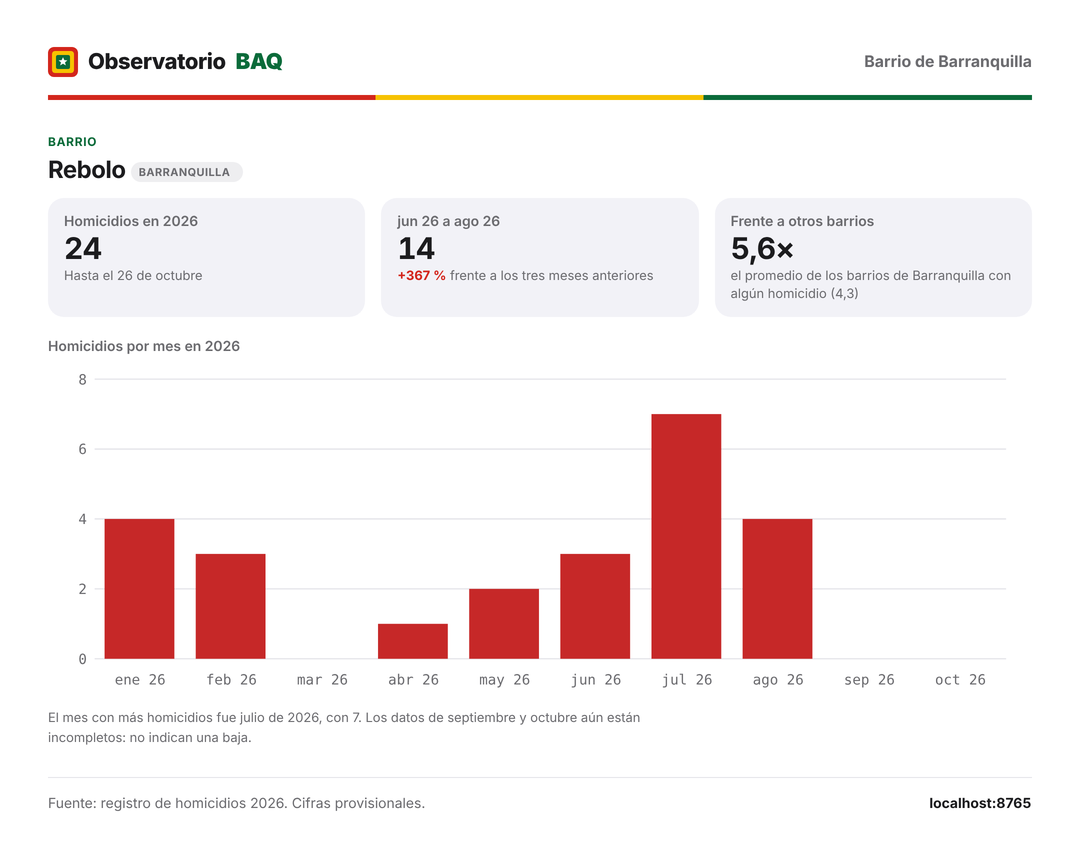 Observatorio BAQ
Barrio de Barranquilla
BARRIO
Rebolo BARRANQUILLA
Homicidios en 2026
24
Hasta el 26 de octubre
jun 26 a ago 26
14
+367 % frente a los tres meses anteriores
Frente a otros barrios
5,6×
el promedio de los barrios de Barranquilla con
algún homicidio (4,3)
Homicidios por mes en 2026
8
6
4
2
0
ene 26 feb 26 mar 26 abr 26 may 26 jun 26 jul 26 ago 26 sep 26 oct 26
El mes con más homicidios fue julio de 2026, con 7. Los datos de septiembre y octubre aún están
incompletos: no indican una baja.
Fuente: registro de homicidios 2026. Cifras provisionales.
localhost:8765